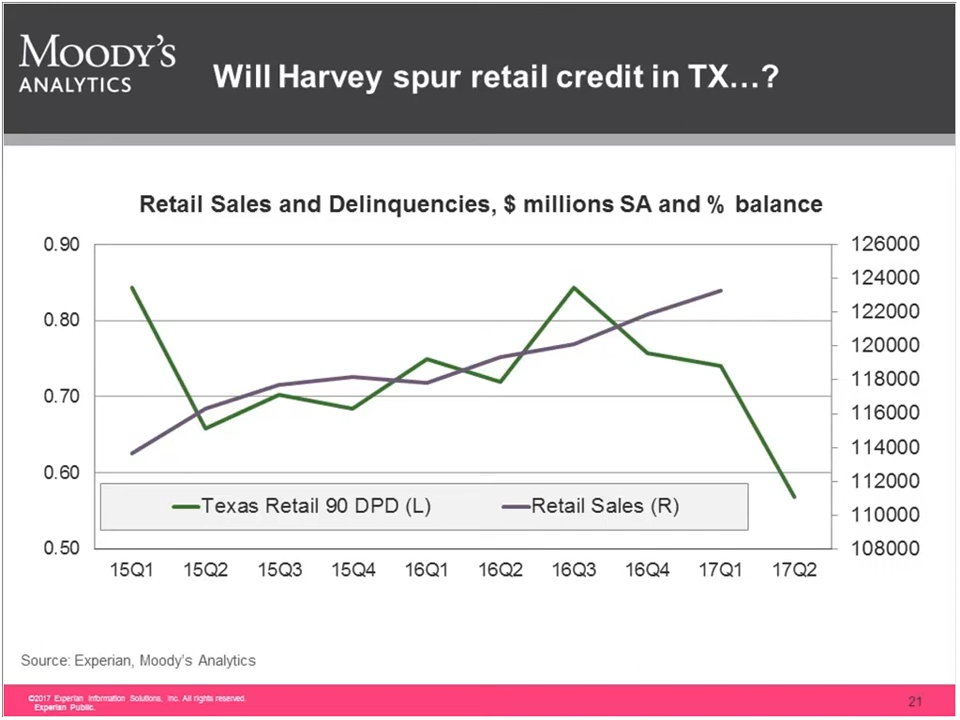 MOODY'S
ANALYTICS
Will Harvey spur retail credit in TX...?
Retail Sales and Delinquencies, $ millions SA and % balance
0.90
0.80
0.70
0.60
0.50
126000
124000
122000
120000
118000
116000
114000
112000
110000
108000
Texas Retail 90 DPD (L)
Retail Sales (R)
15Q1 15Q2 15Q3 15Q4 16Q1 16Q2 16Q3 16Q4 17Q1 17Q2
Source: Experian, Moody's Analytics
©2017 Experian Information Solutions, Inc. All rights reserved.
Experian Public.
21